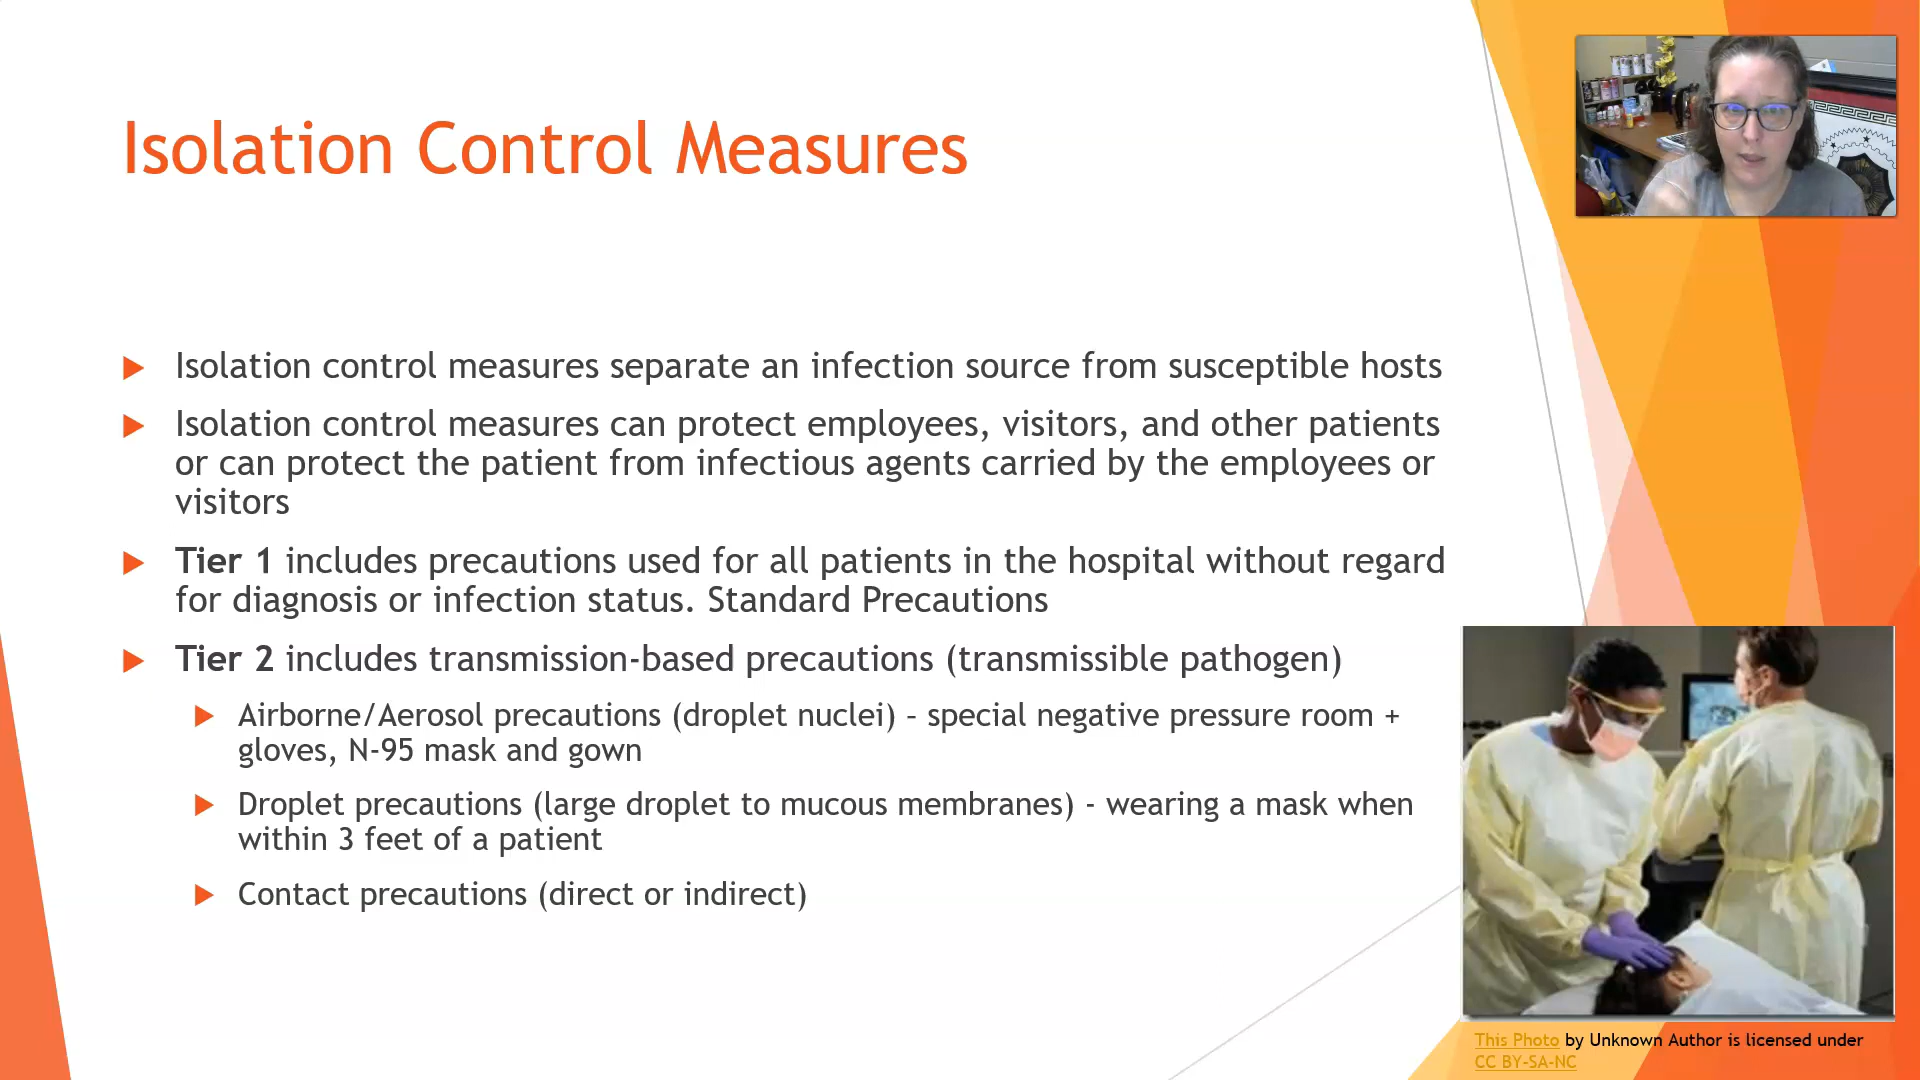 Isolation Control Measures
Isolation control measures separate an infection source from susceptible hosts
Isolation control measures can protect employees, visitors, and other patients
or can protect the patient from infectious agents carried by the employees or
visitors
Tier 1 includes precautions used for all patients in the hospital without regard
for diagnosis or infection status. Standard Precautions
Tier 2 includes transmission-based precautions (transmissible pathogen)
Airborne/Aerosol precautions (droplet nuclei) – special negative pressure room +
gloves, N-95 mask and gown
Droplet precautions (large droplet to mucous membranes) - wearing a mask when
within 3 feet of a patient
Contact precautions (direct or indirect)
This Photo by Unknown Author is licensed under
CC BY-SA-NC